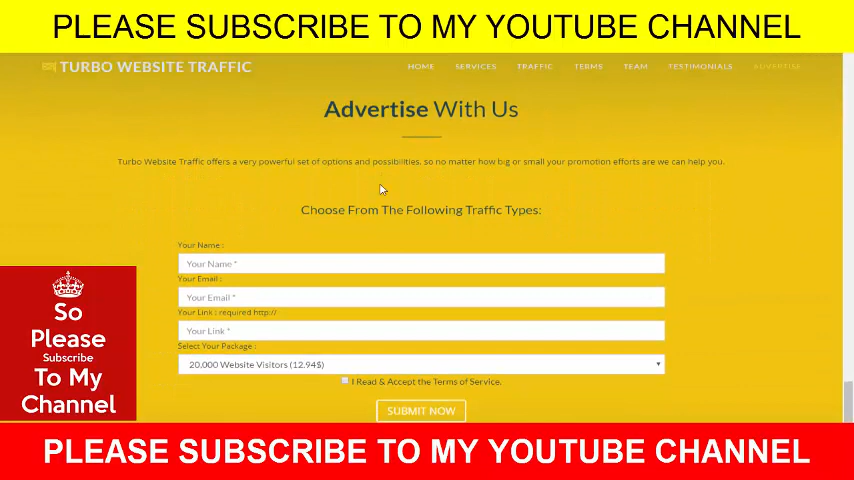 PLEASE SUBSCRIBE TO MY YOUTUBE CHANNEL
TURBO WEBSITE TRAFFIC
HOME SERVICES TRAFFIC TERMS TEAM TESTIMONIALS ADVERTISE
Advertise With Us
Turbo Website Traffic offers a very powerful set of options and possibilities. so no matter how big or small your promotion efforts are we can help you.
Choose From The Following Traffic Types:
Your Name :
Your Name *
Your Email :
Your Email *
Your Link : required http://
Your Link *
Select Your Package :
20.000 Website Visitors (12.94$)
I Read & Accept the Terms of Service.
SUBMIT NOW
So
Please
Subscribe
To My
Channel
PLEASE SUBSCRIBE TO MY YOUTUBE CHANNEL